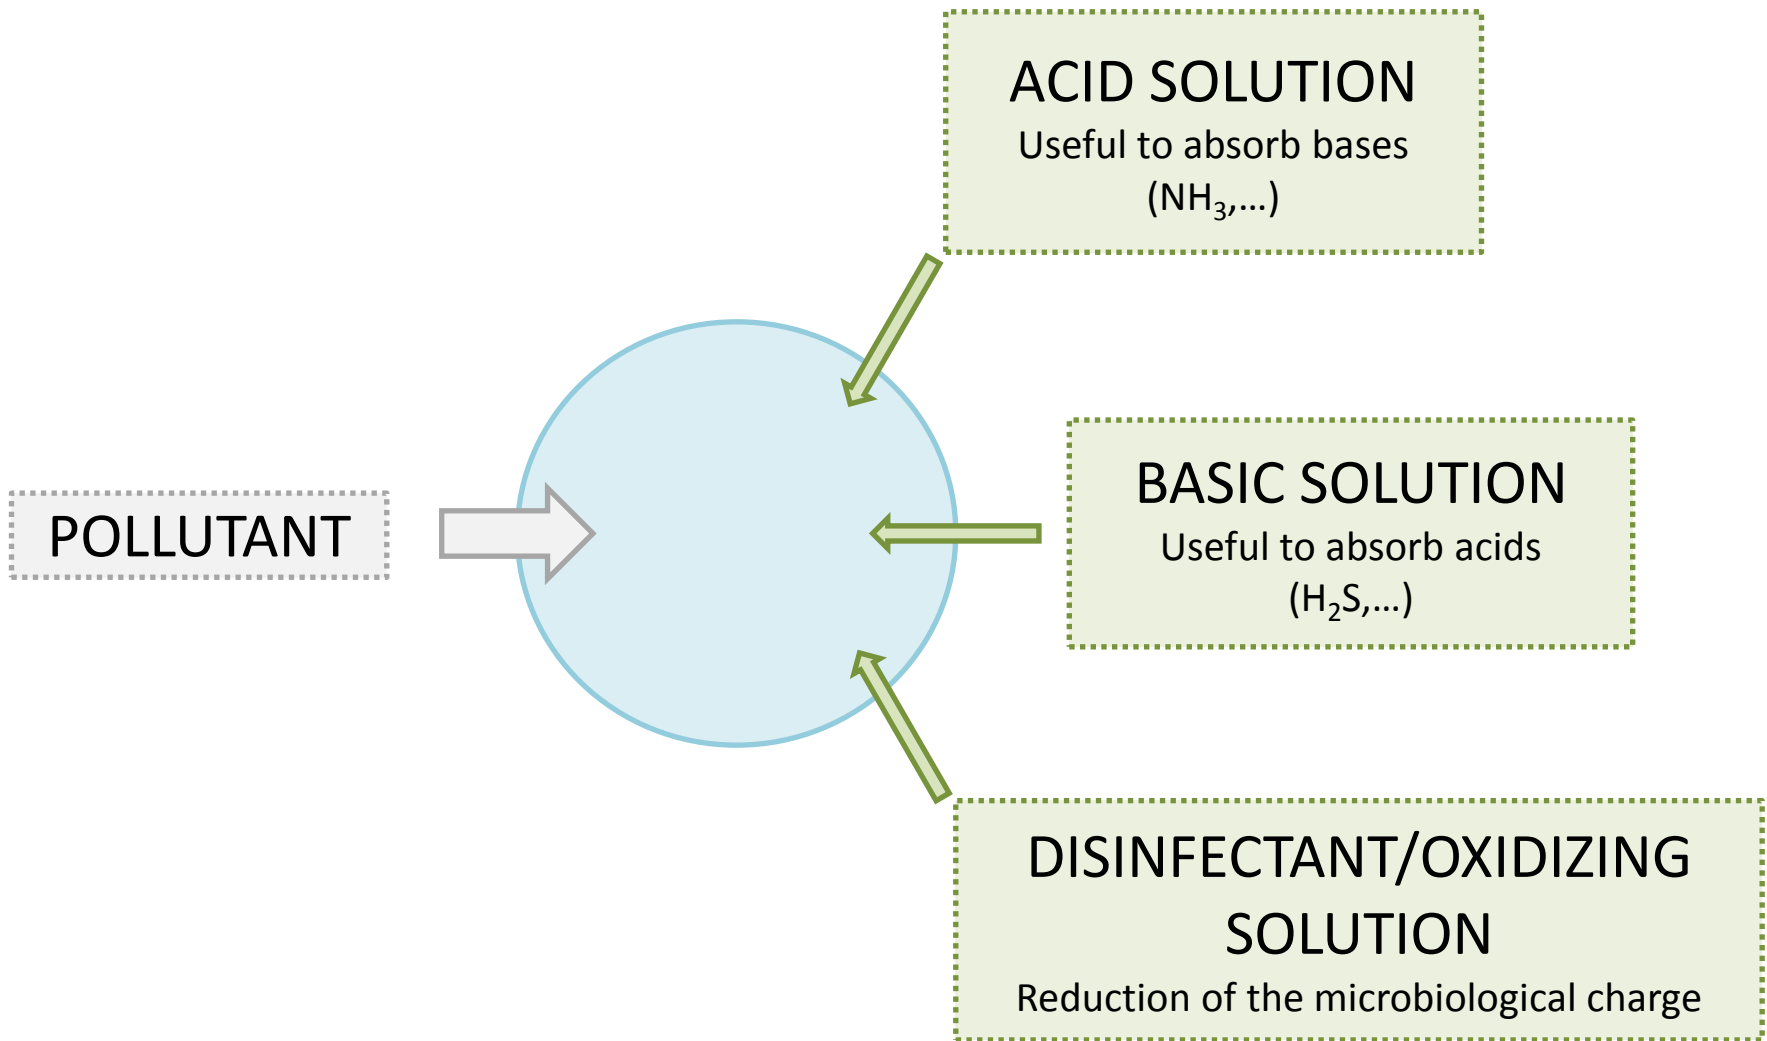 ACID SOLUTION
Useful to absorb bases
(NH₃,...)
POLLUTANT
BASIC SOLUTION
Useful to absorb acids
(H₂S,...)
DISINFECTANT/OXIDIZING
SOLUTION
Reduction of the microbiological charge